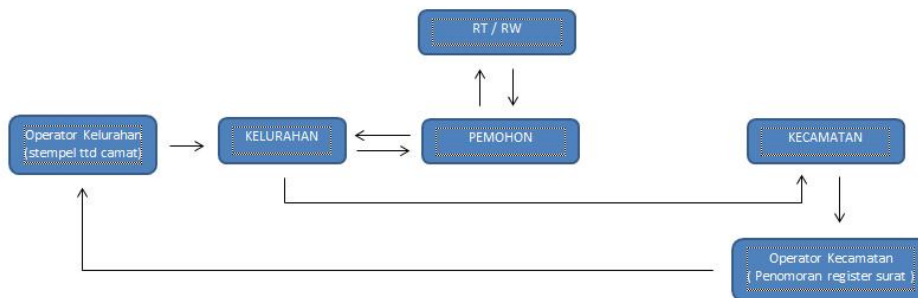 RT / RW
Operator Kelurahan
(stempel ttd camat)
KELURAHAN
PEMOHON
KECAMATAN
Operator Kecamatan
( Penomoran register surat )